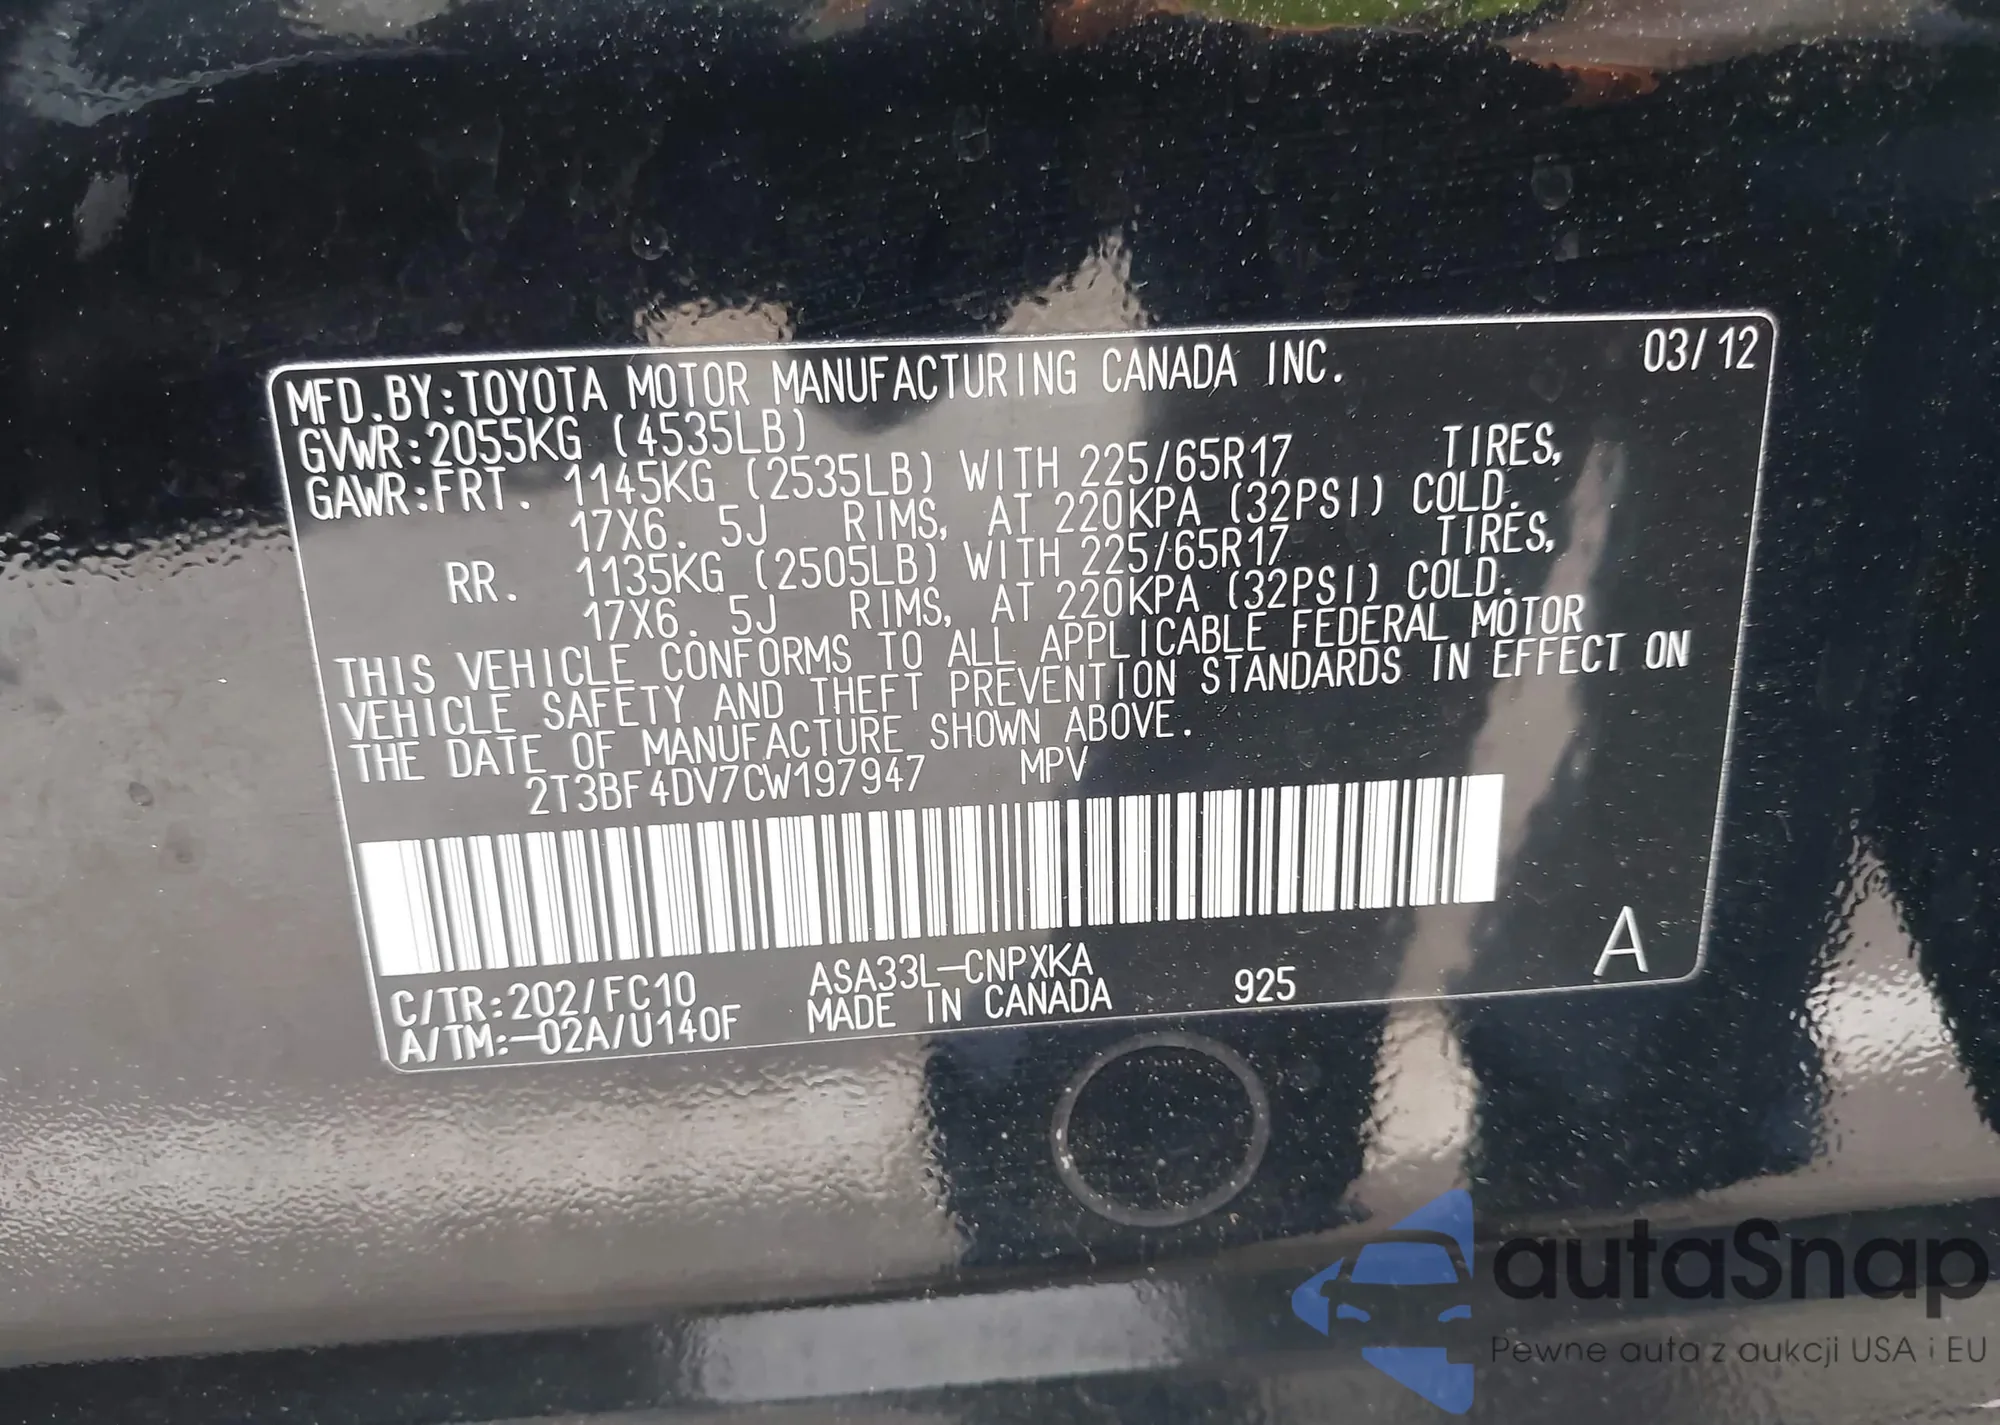 MFD.BY:TOYOTA MOTOR MANUFACTURING CANADA INC. 03/12
GVWR:2055KG (4535LB)
GAWR:FRT. 1145KG (2535LB) WITH 225/65R17 TIRES,
17X6. 5J RIMS, AT 220KPA (32PSI) COLD.
RR. 1135KG (2505LB) WITH 225/65R17 TIRES,
17X6. 5J RIMS, AT 220KPA (32PSI) COLD.
THIS VEHICLE CONFORMS TO ALL APPLICABLE FEDERAL MOTOR
VEHICLE SAFETY AND THEFT PREVENTION STANDARDS IN EFFECT ON
THE DATE OF MANUFACTURE SHOWN ABOVE.
2T3BF4DV7CW197947 MPV
C/TR:202/FC10 ASA33L-CNPXKA 925 A
A/TM:-02A/U140F MADE IN CANADA
autaSnap
Pewne auta z aukcji USA i EU